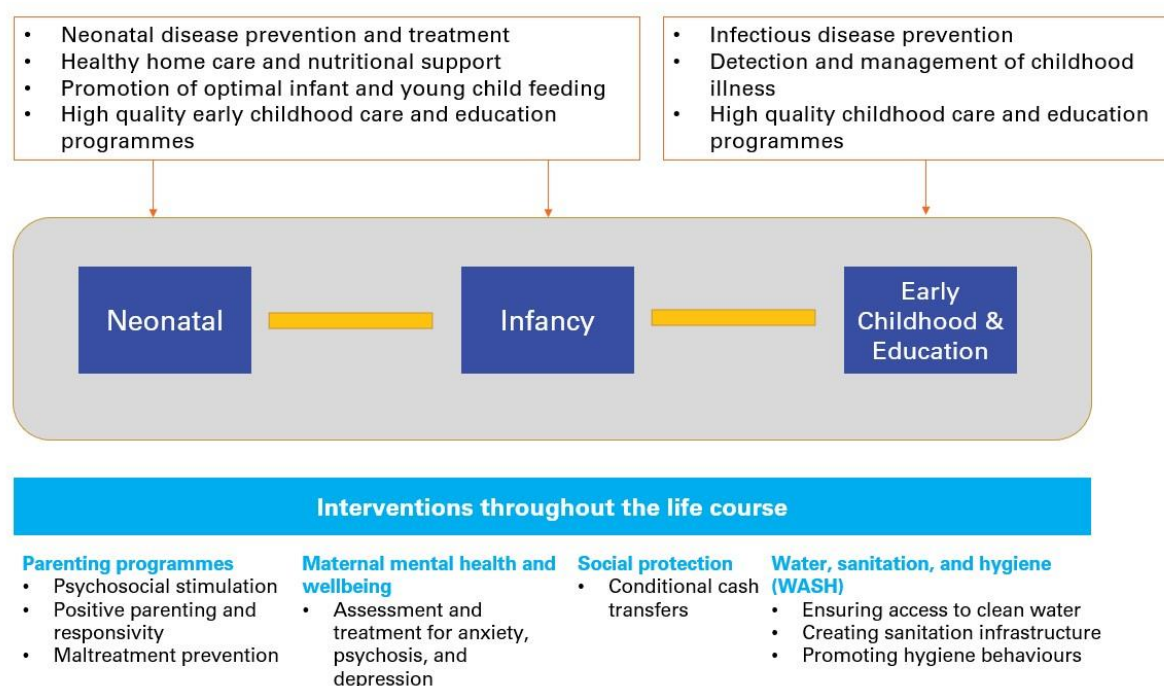 • Neonatal disease prevention and treatment
• Healthy home care and nutritional support
• Promotion of optimal infant and young child feeding
• High quality early childhood care and education
programmes
• Infectious disease prevention
• Detection and management of childhood
illness
• High quality childhood care and education
programmes
Neonatal
Infancy
Early
Childhood &
Education
Interventions throughout the life course
Parenting programmes
• Psychosocial stimulation
• Positive parenting and
responsivity
• Maltreatment prevention
Maternal mental health and
wellbeing
• Assessment and
treatment for anxiety,
psychosis, and
depression
Social protection
• Conditional cash
transfers
Water, sanitation, and hygiene
(WASH)
• Ensuring access to clean water
• Creating sanitation infrastructure
• Promoting hygiene behaviours